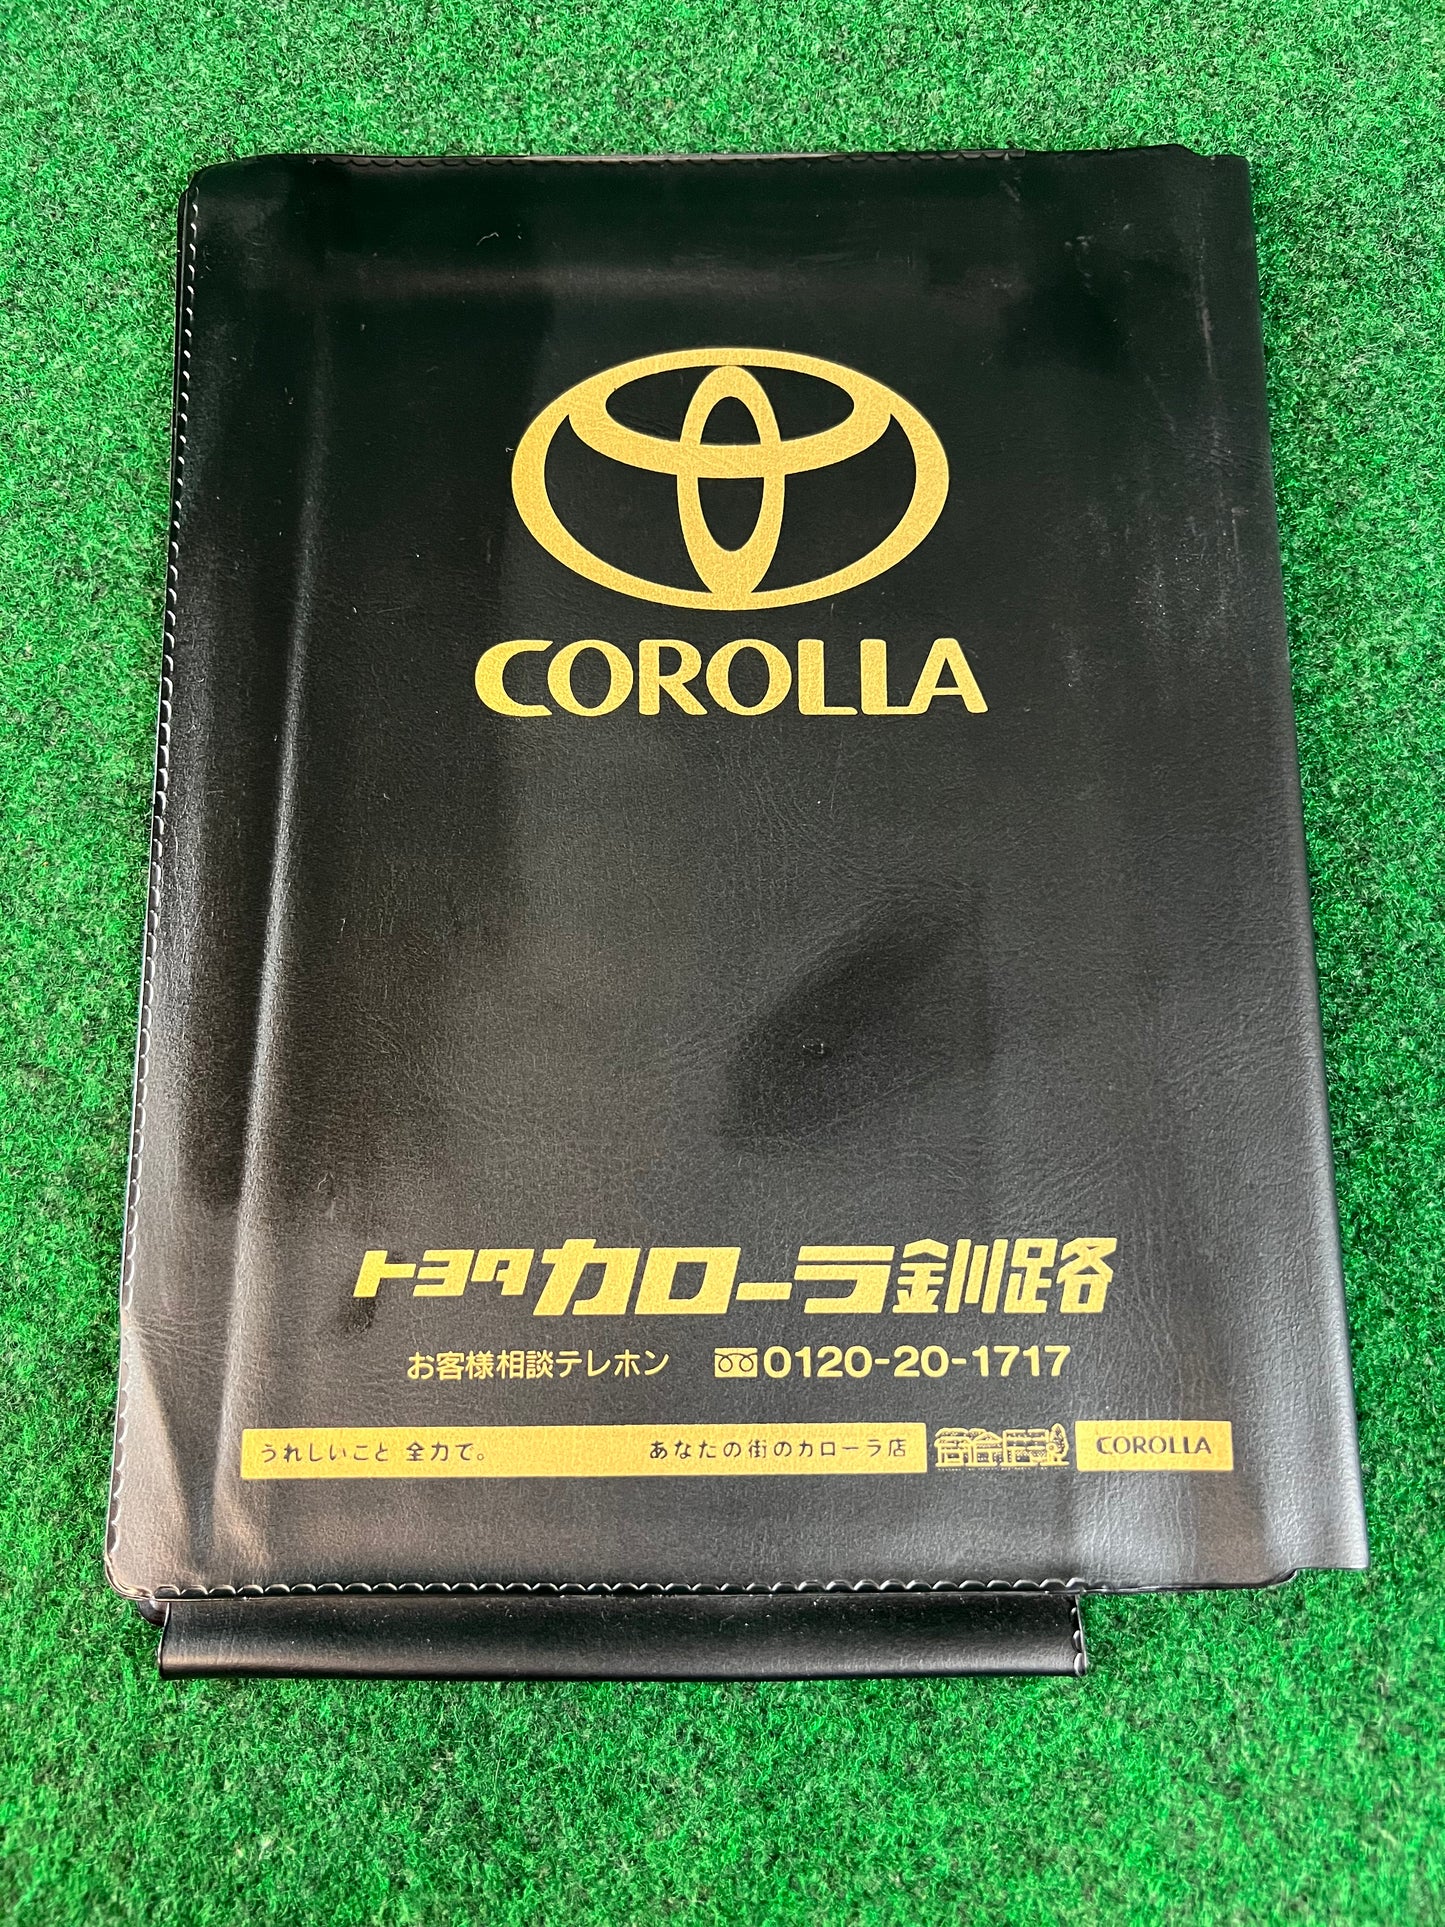 COROLLA
トヨタカローラ釧路
お客様相談テレホン 0120-20-1717
うれしいこと 全力で。 あなたの街のカローラ店 COROLLA